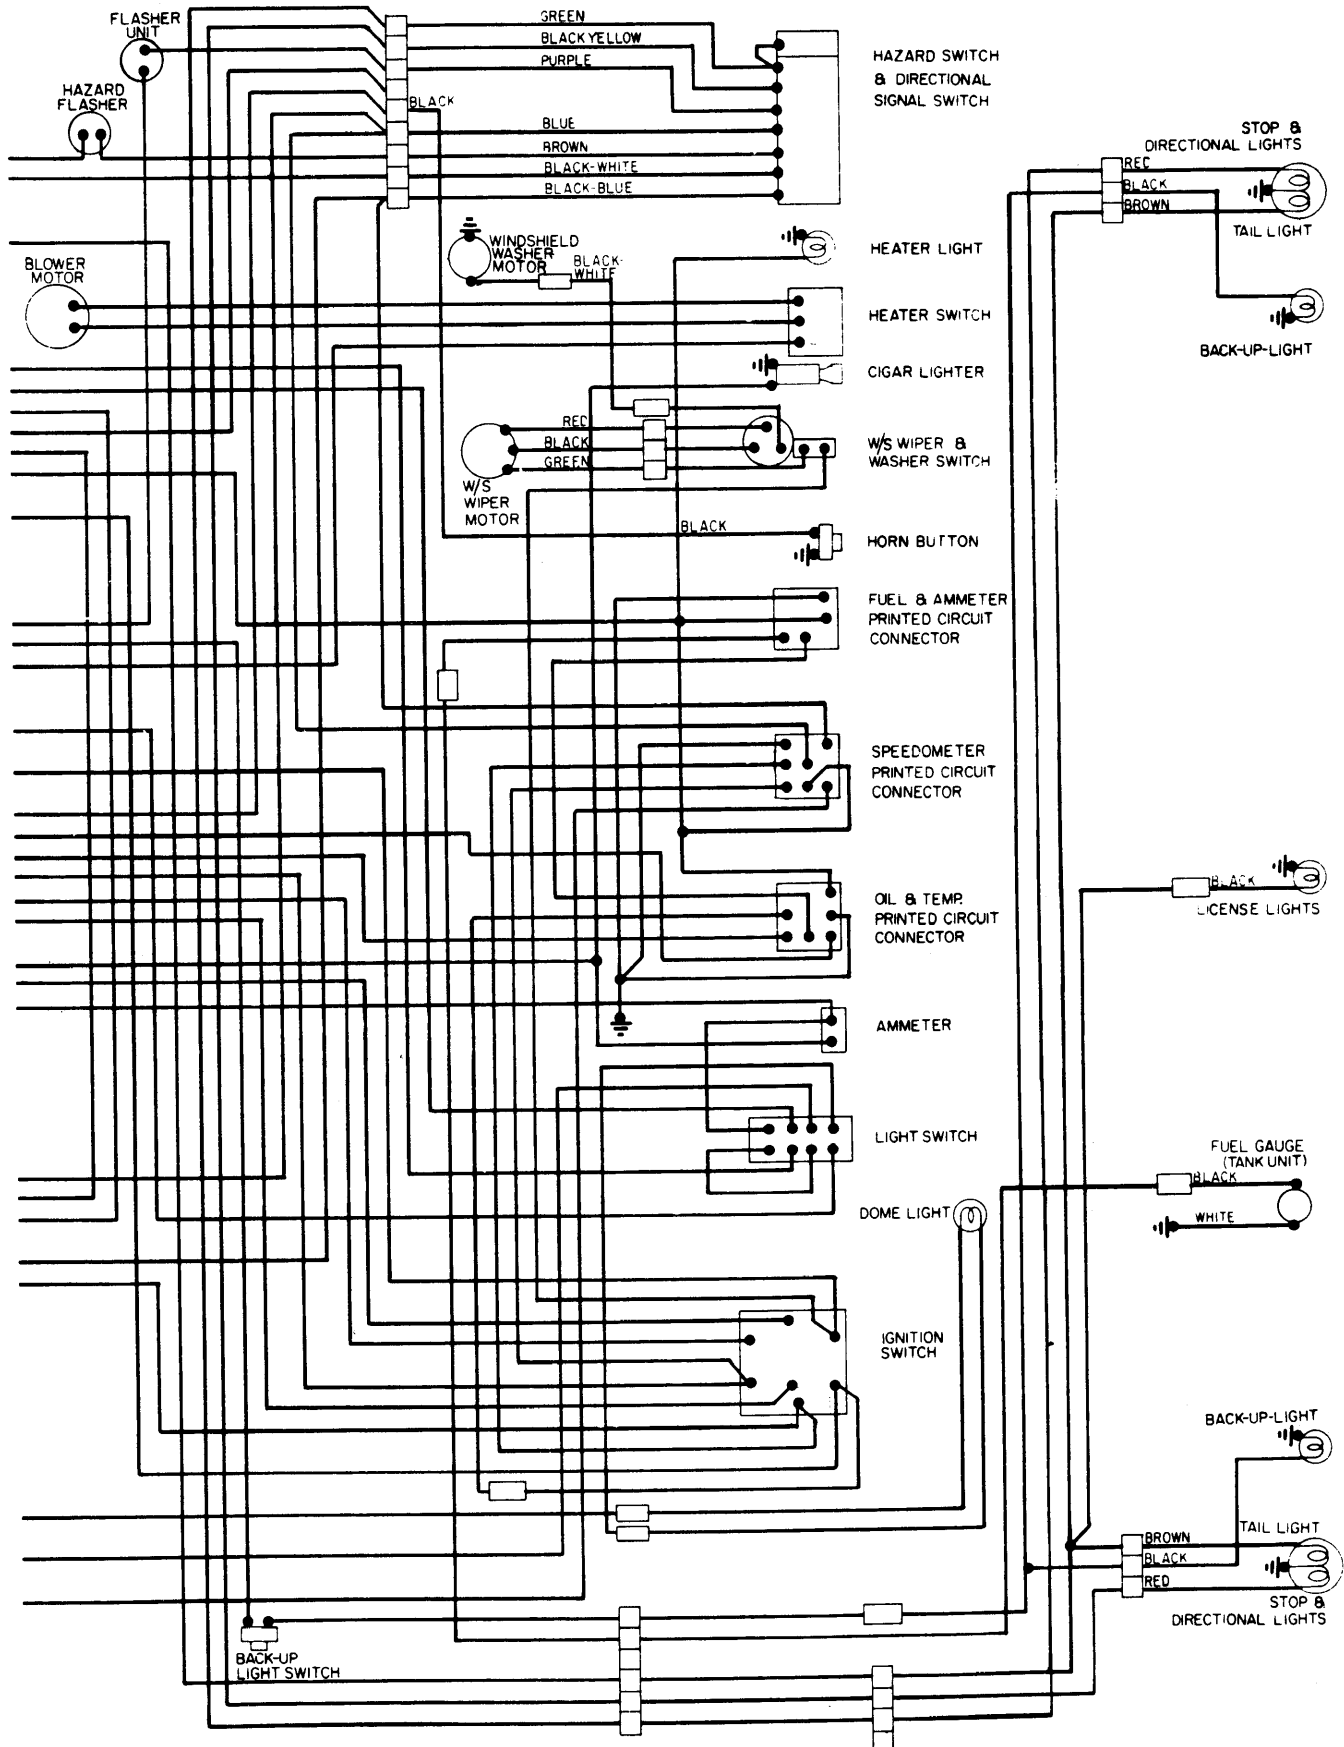 FLASHER
UNIT
HAZARD
FLASHER
GREEN
BLACK YELLOW
PURPLE
BLACK
BLUE
BROWN
BLACK-WHITE
BLACK-BLUE
HAZARD SWITCH
& DIRECTIONAL
SIGNAL SWITCH
STOP &
DIRECTIONAL LIGHTS
RED
BLACK
BROWN
TAIL LIGHT
WINDSHIELD
WASHER
MOTOR
BLACK-
WHITE
HEATER LIGHT
BLOWER
MOTOR
HEATER SWITCH
BACK-UP-LIGHT
CIGAR LIGHTER
RED
BLACK
GREEN
W/S
WIPER
MOTOR
W/S WIPER &
WASHER SWITCH
BLACK
HORN BUTTON
FUEL & AMMETER
PRINTED CIRCUIT
CONNECTOR
SPEEDOMETER
PRINTED CIRCUIT
CONNECTOR
BLACK
LICENSE LIGHTS
OIL & TEMP.
PRINTED CIRCUIT
CONNECTOR
AMMETER
LIGHT SWITCH
FUEL GAUGE
(TANK UNIT)
BLACK
WHITE
DOME LIGHT
IGNITION
SWITCH
BACK-UP-LIGHT
BROWN
BLACK
RED
TAIL LIGHT
STOP &
DIRECTIONAL LIGHTS
BACK-UP
LIGHT SWITCH